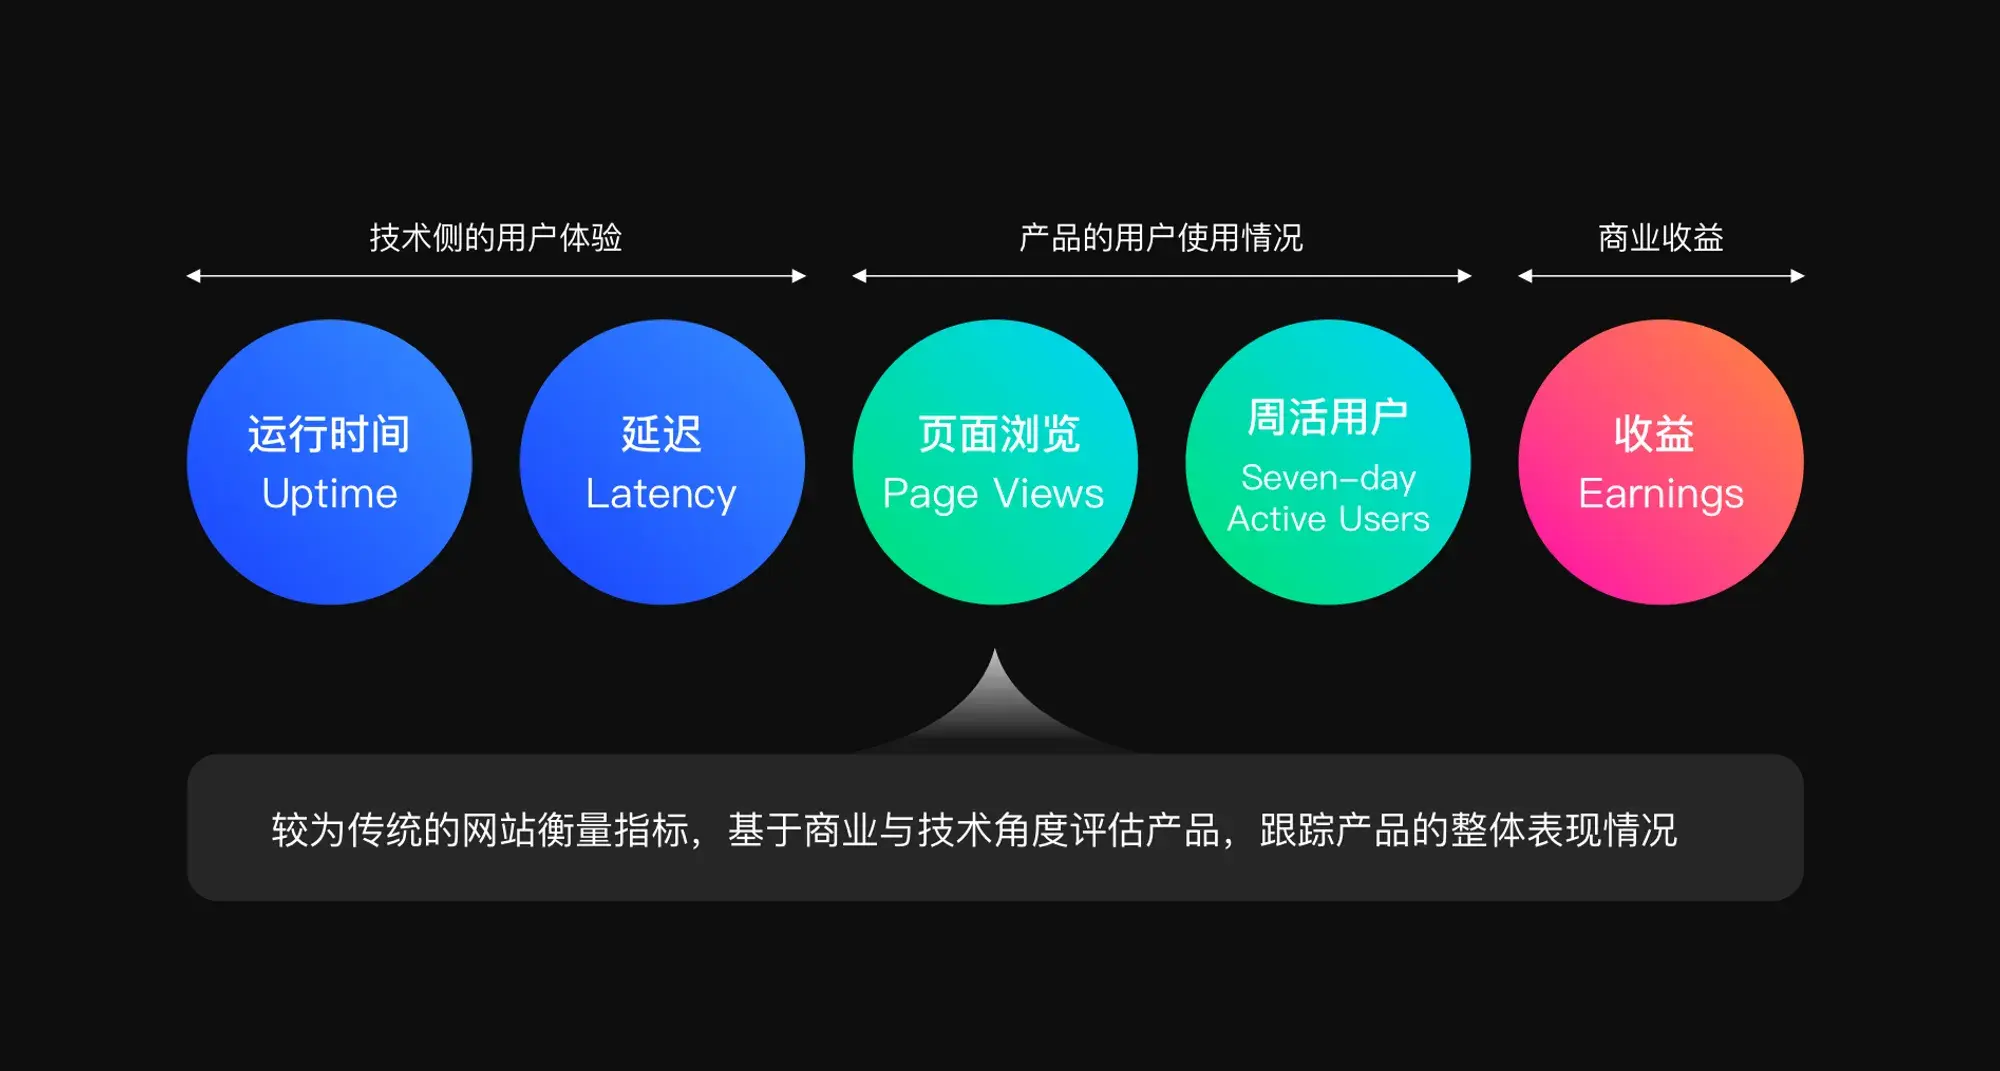 技术侧的用户体验
产品的用户使用情况
商业收益
运行时间
Uptime
延迟
Latency
页面浏览
Page Views
周活用户
Seven-day
Active Users
收益
Earnings
较为传统的网站衡量指标，基于商业与技术角度评估产品，跟踪产品的整体表现情况